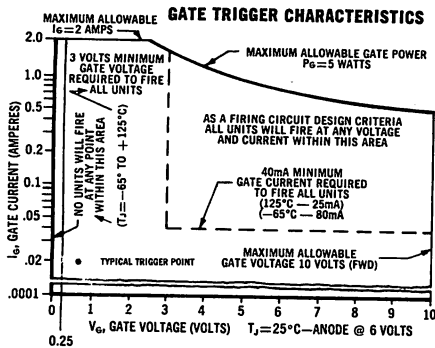 GATE TRIGGER CHARACTERISTICS
MAXIMUM ALLOWABLE
IG=2 AMPS
3 VOLTS MINIMUM
GATE VOLTAGE
REQUIRED TO FIRE
ALL UNITS
MAXIMUM ALLOWABLE GATE POWER
PG=5 WATTS
AS A FIRING CIRCUIT DESIGN CRITERIA
ALL UNITS WILL FIRE AT ANY VOLTAGE
AND CURRENT WITHIN THIS AREA
NO UNITS WILL FIRE
AT ANY POINT
WITHIN THIS AREA
(TJ=-65° TO +125°C)
40mA MINIMUM
GATE CURRENT REQUIRED
TO FIRE ALL UNITS
(125°C — 25mA)
(—65°C — 80mA
MAXIMUM ALLOWABLE
GATE VOLTAGE 10 VOLTS (FWD)
TYPICAL TRIGGER POINT
IG, GATE CURRENT (AMPERES)
2.0
1.0
0.5
0.2
0.1
.05
.02
.0001
0 1 2 3 4 5 6 7 8 9 10
0.25
VG, GATE VOLTAGE (VOLTS) TJ=25°C—ANODE @ 6 VOLTS